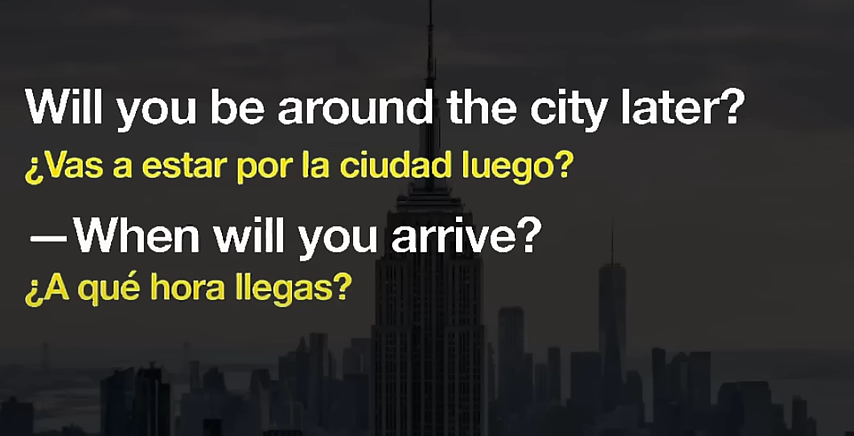 Will you be around the city later?
¿Vas a estar por la ciudad luego?
—When will you arrive?
¿A qué hora llegas?